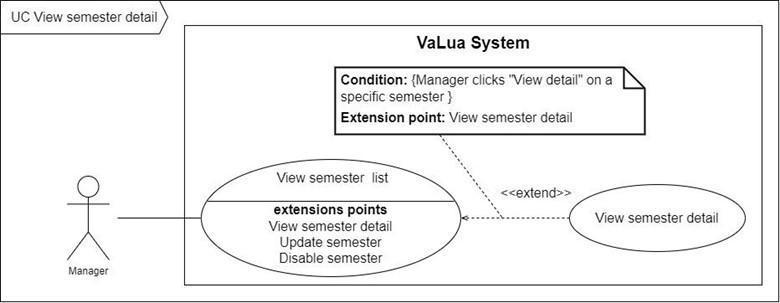 UC View semester detail
VaLua System
Condition: {Manager clicks "View detail" on a
specific semester }
Extension point: View semester detail
View semester list
extensions points
View semester detail
Update semester
Disable semester
<<extend>>
View semester detail
Manager